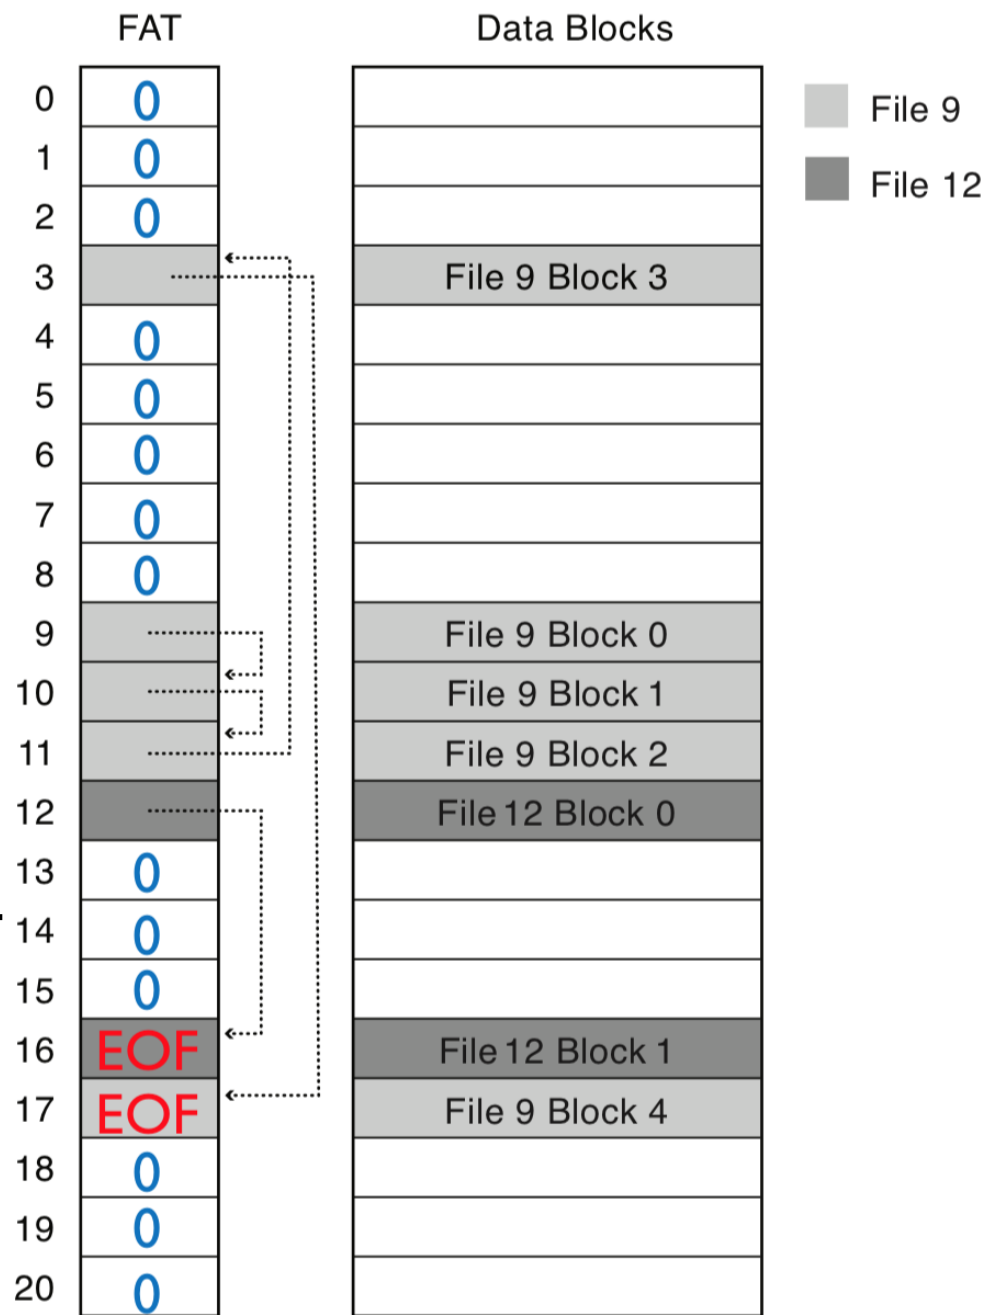 FAT Data Blocks
0 0 File 9
1 0
2 0 File 12
3 File 9 Block 3
4 0
5 0
6 0
7 0
8 0
9 File 9 Block 0
10 File 9 Block 1
11 File 9 Block 2
12 File 12 Block 0
13 0
14 0
15 0
16 EOF File 12 Block 1
17 EOF File 9 Block 4
18 0
19 0
20 0